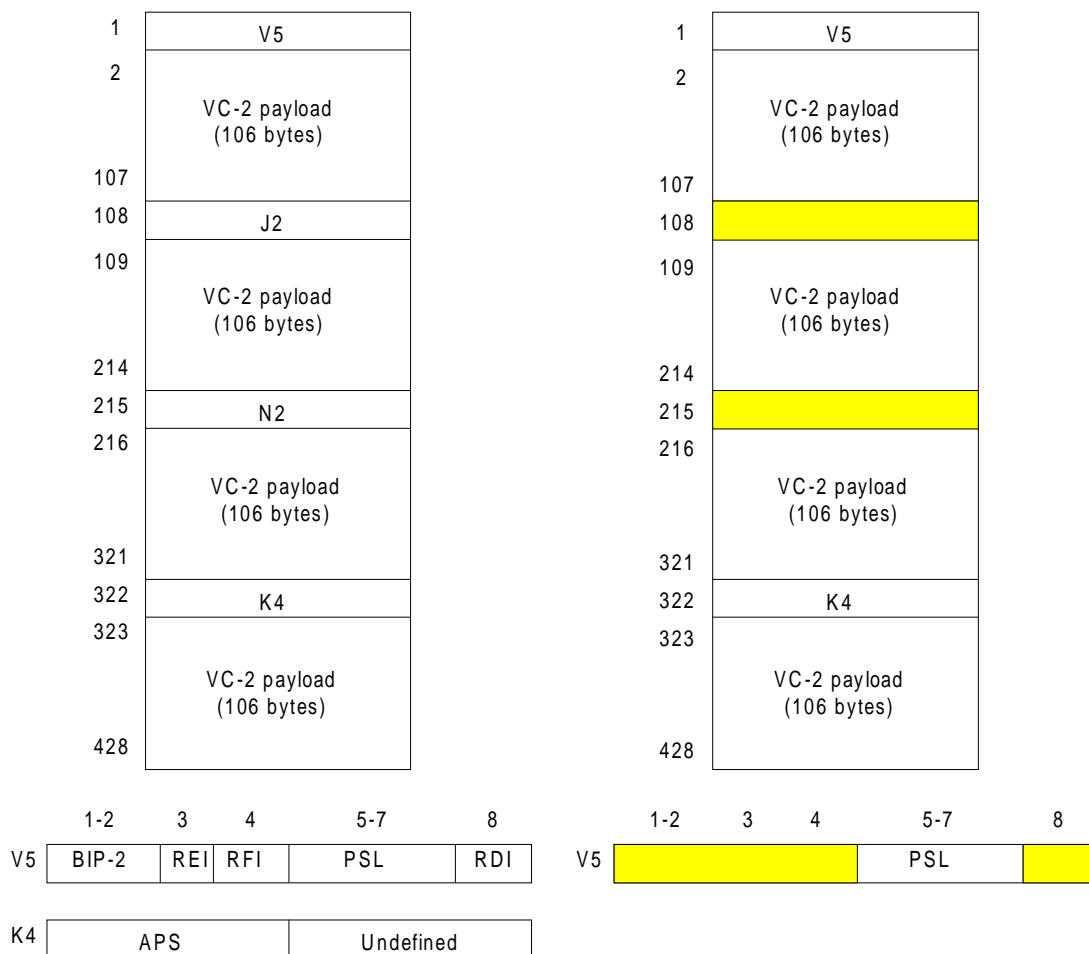 1
V5
2
VC-2 payload
(106 bytes)
107
108
J2
109
VC-2 payload
(106 bytes)
214
215
N2
216
VC-2 payload
(106 bytes)
321
322
K4
323
VC-2 payload
(106 bytes)
428
1-2 3 4 5-7 8
V5 BIP-2 REI RFI PSL RDI
K4 APS Undefined
1
V5
2
VC-2 payload
(106 bytes)
107
108
109
VC-2 payload
(106 bytes)
214
215
216
VC-2 payload
(106 bytes)
321
322
K4
323
VC-2 payload
(106 bytes)
428
1-2 3 4 5-7 8
V5 PSL